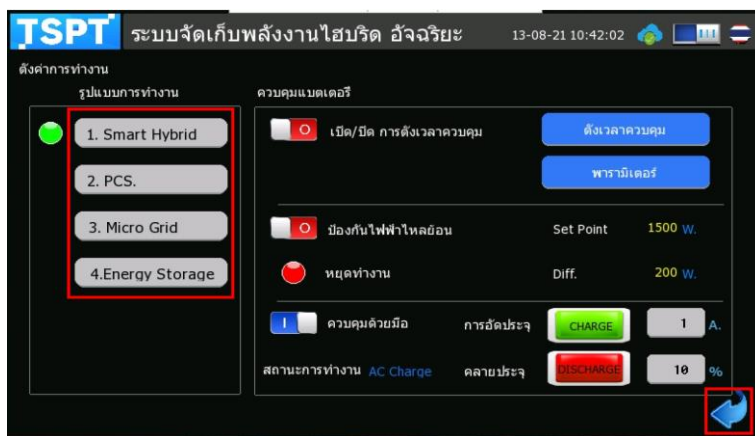 TSPT ระบบจัดเก็บพลังงานไฮบริด อัจฉริยะ 13-08-21 10:42:02
ตั้งค่าการทำงาน
รูปแบบการทำงาน
1. Smart Hybrid
2. PCS.
3. Micro Grid
4.Energy Storage
ควบคุมแบตเตอรี่
เปิด/ปิด การตั้งเวลาควบคุม ตั้งเวลาควบคุม
พารามิเตอร์
ป้องกันไฟฟ้าไหลย้อน Set Point 1500 W.
หยุดทำงาน Diff. 200 W.
ควบคุมด้วยมือ การอัดประจุ CHARGE 1 A.
สถานะการทำงาน AC Charge คลายประจุ DISCHARGE 10 %